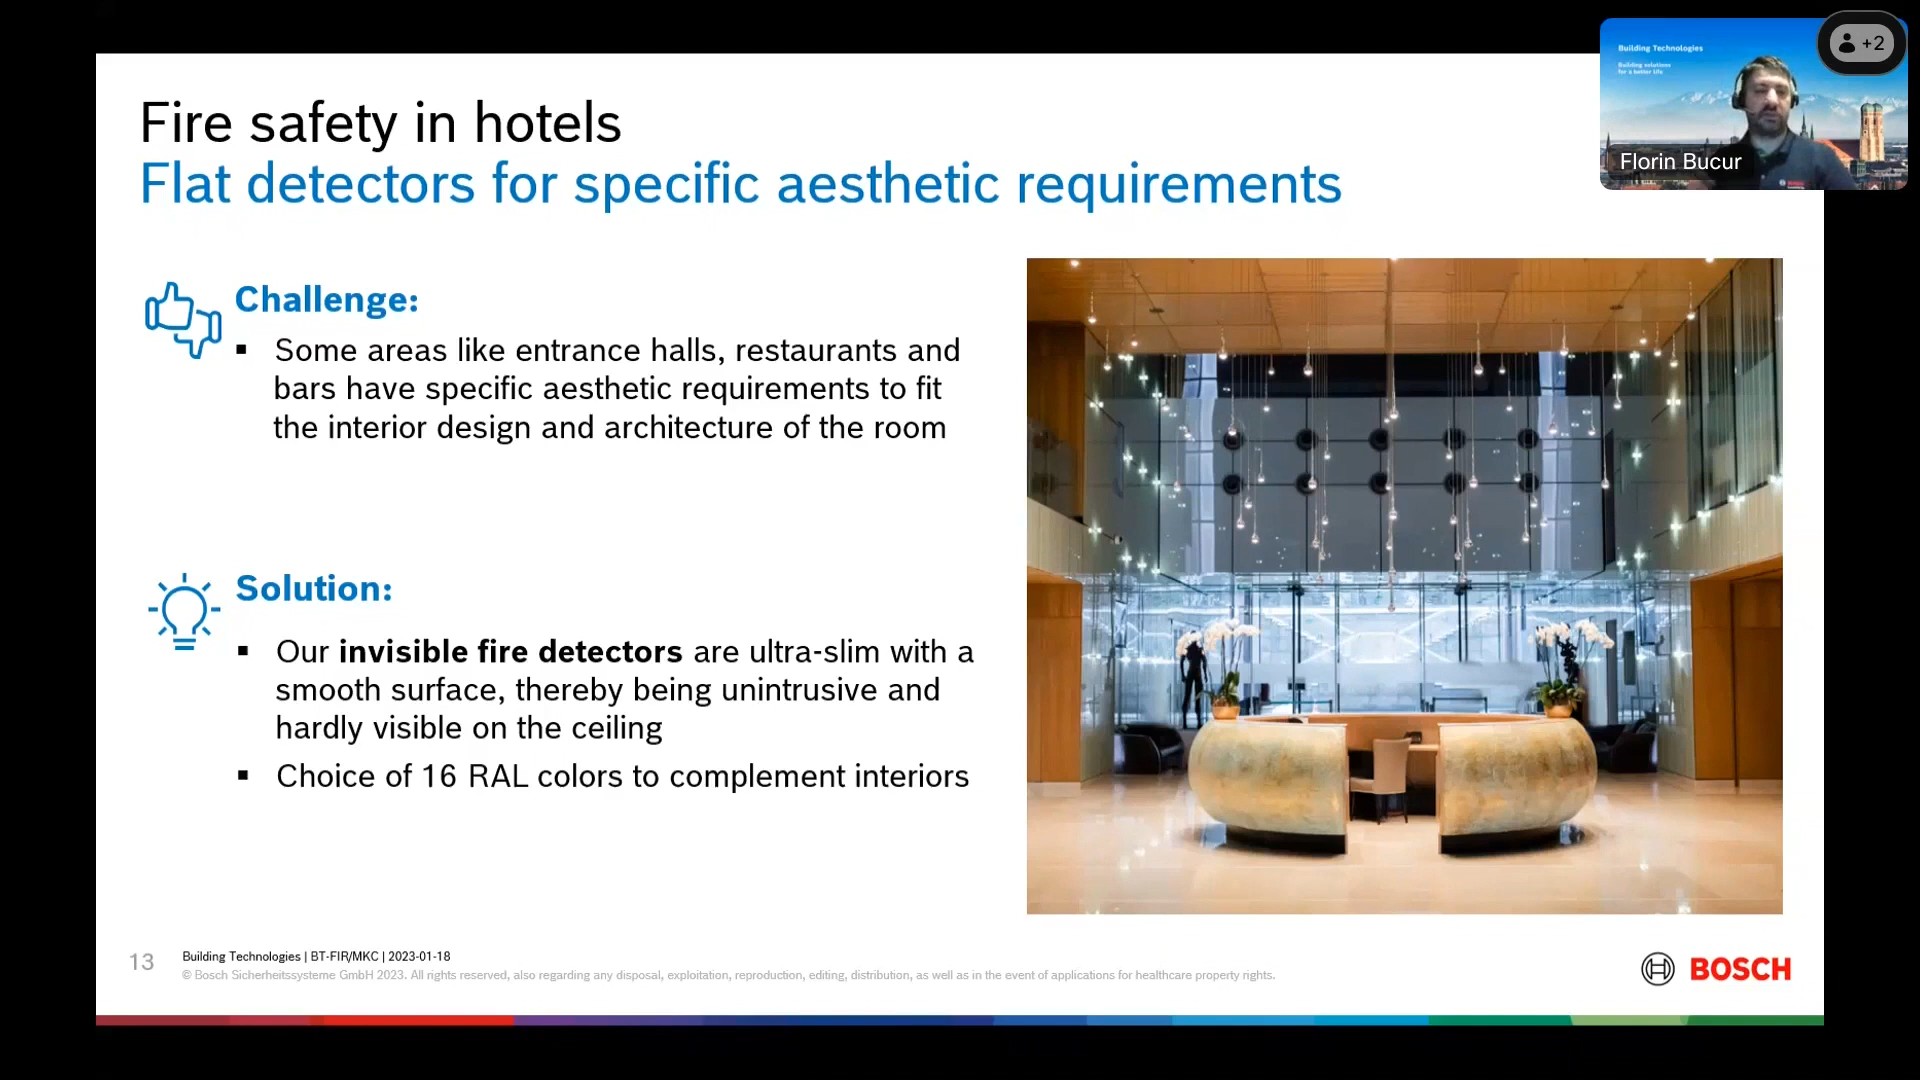 Fire safety in hotels
Flat detectors for specific aesthetic requirements
Building Technologies
Building solutions
for a better life
+2
Florin Bucur
Challenge:
▪ Some areas like entrance halls, restaurants and
bars have specific aesthetic requirements to fit
the interior design and architecture of the room
Solution:
▪ Our invisible fire detectors are ultra-slim with a
smooth surface, thereby being unintrusive and
hardly visible on the ceiling
▪ Choice of 16 RAL colors to complement interiors
13
Building Technologies | BT-FIR/MKC | 2023-01-18
© Bosch Sicherheitssysteme GmbH 2023. All rights reserved, also regarding any disposal, exploitation, reproduction, editing, distribution, as well as in the event of applications for healthcare property rights.
BOSCH